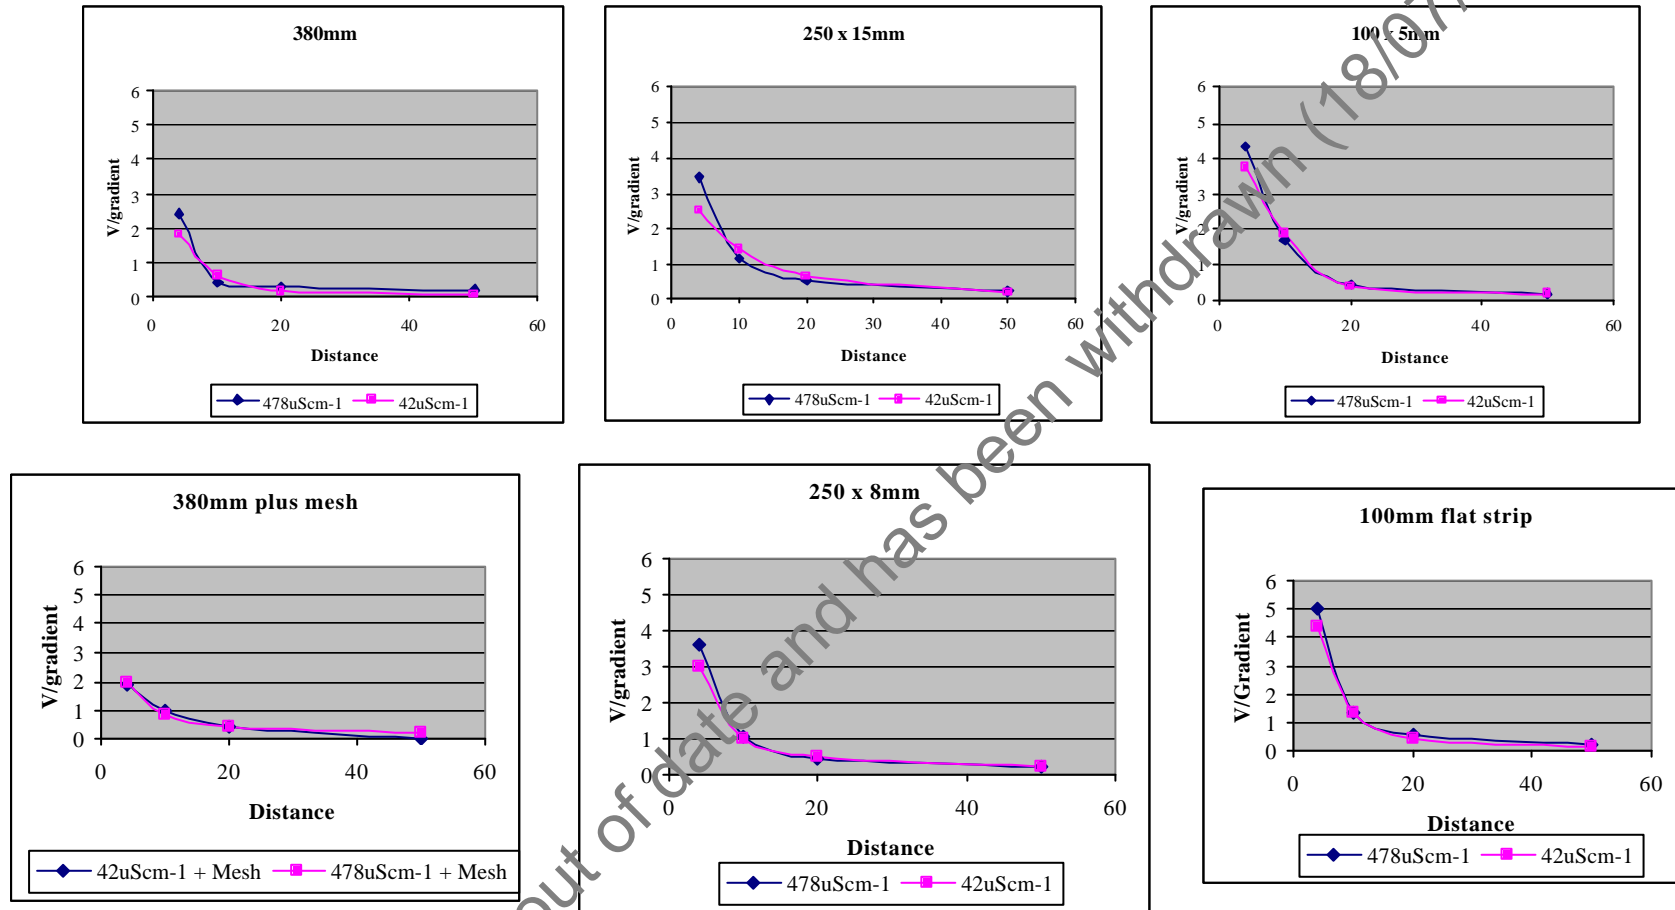 380mm
6
5
4
3
2
1
0
V/gradient
0 20 40 60
Distance
478uScm-1 42uScm-1
250 x 15mm
6
5
4
3
2
1
0
V/gradient
0 10 20 30 40 50 60
Distance
478uScm-1 42uScm-1
100 x 5mm
6
5
4
3
2
1
0
V/gradient
0 20 40 60
Distance
478uScm-1 42uScm-1
380mm plus mesh
6
5
4
3
2
1
0
V/gradient
0 20 40 60
Distance
42uScm-1 + Mesh 478uScm-1 + Mesh
250 x 8mm
6
5
4
3
2
1
0
V/gradient
0 20 40 60
Distance
478uScm-1 42uScm-1
100mm flat strip
6
5
4
3
2
1
0
V/Gradient
0 20 40 60
Distance
478uScm-1 42uScm-1
out of date and has been withdrawn (18/07/